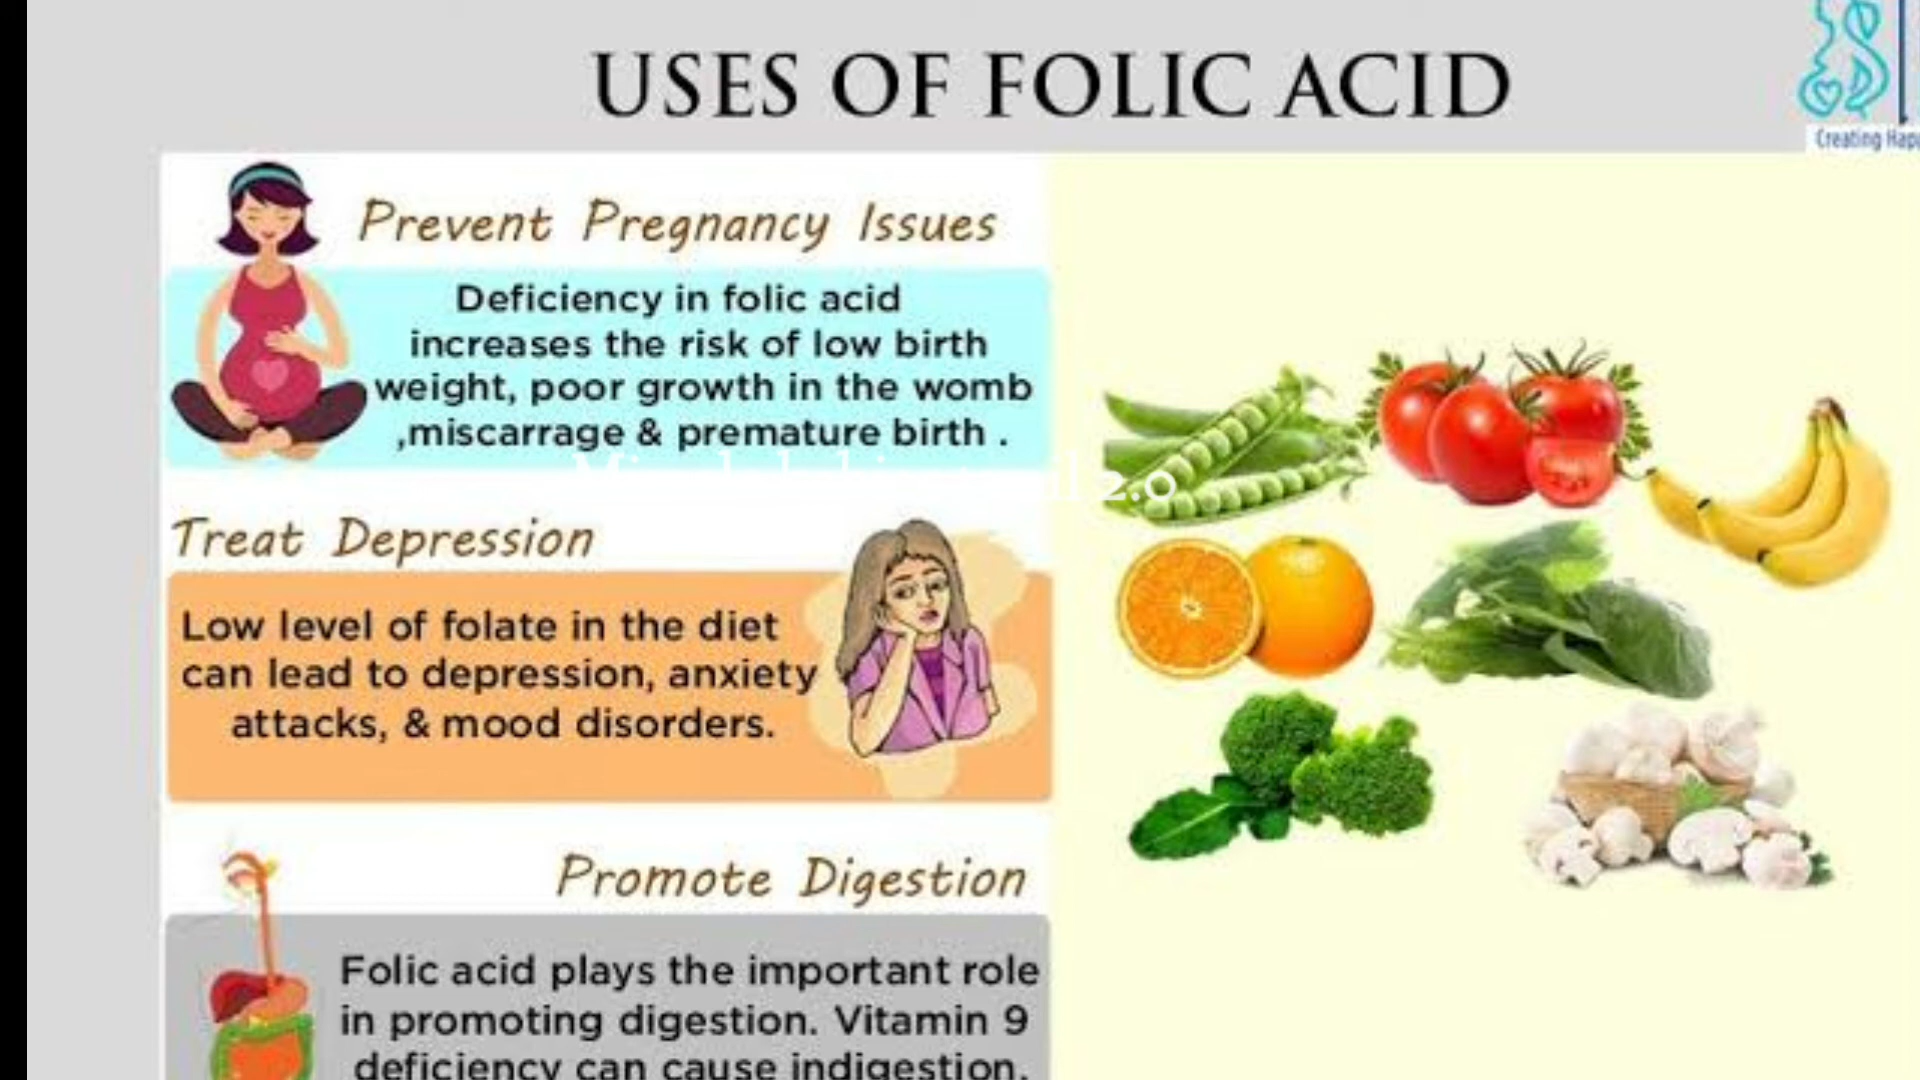 USES OF FOLIC ACID
Creating
Prevent Pregnancy Issues
Deficiency in folic acid
increases the risk of low birth
weight, poor growth in the womb
,miscarrage & premature birth .
2.0
Treat Depression
Low level of folate in the diet
can lead to depression, anxiety
attacks, & mood disorders.
Promote Digestion
Folic acid plays the important role
in promoting digestion. Vitamin 9
deficiency can cause indigestion,